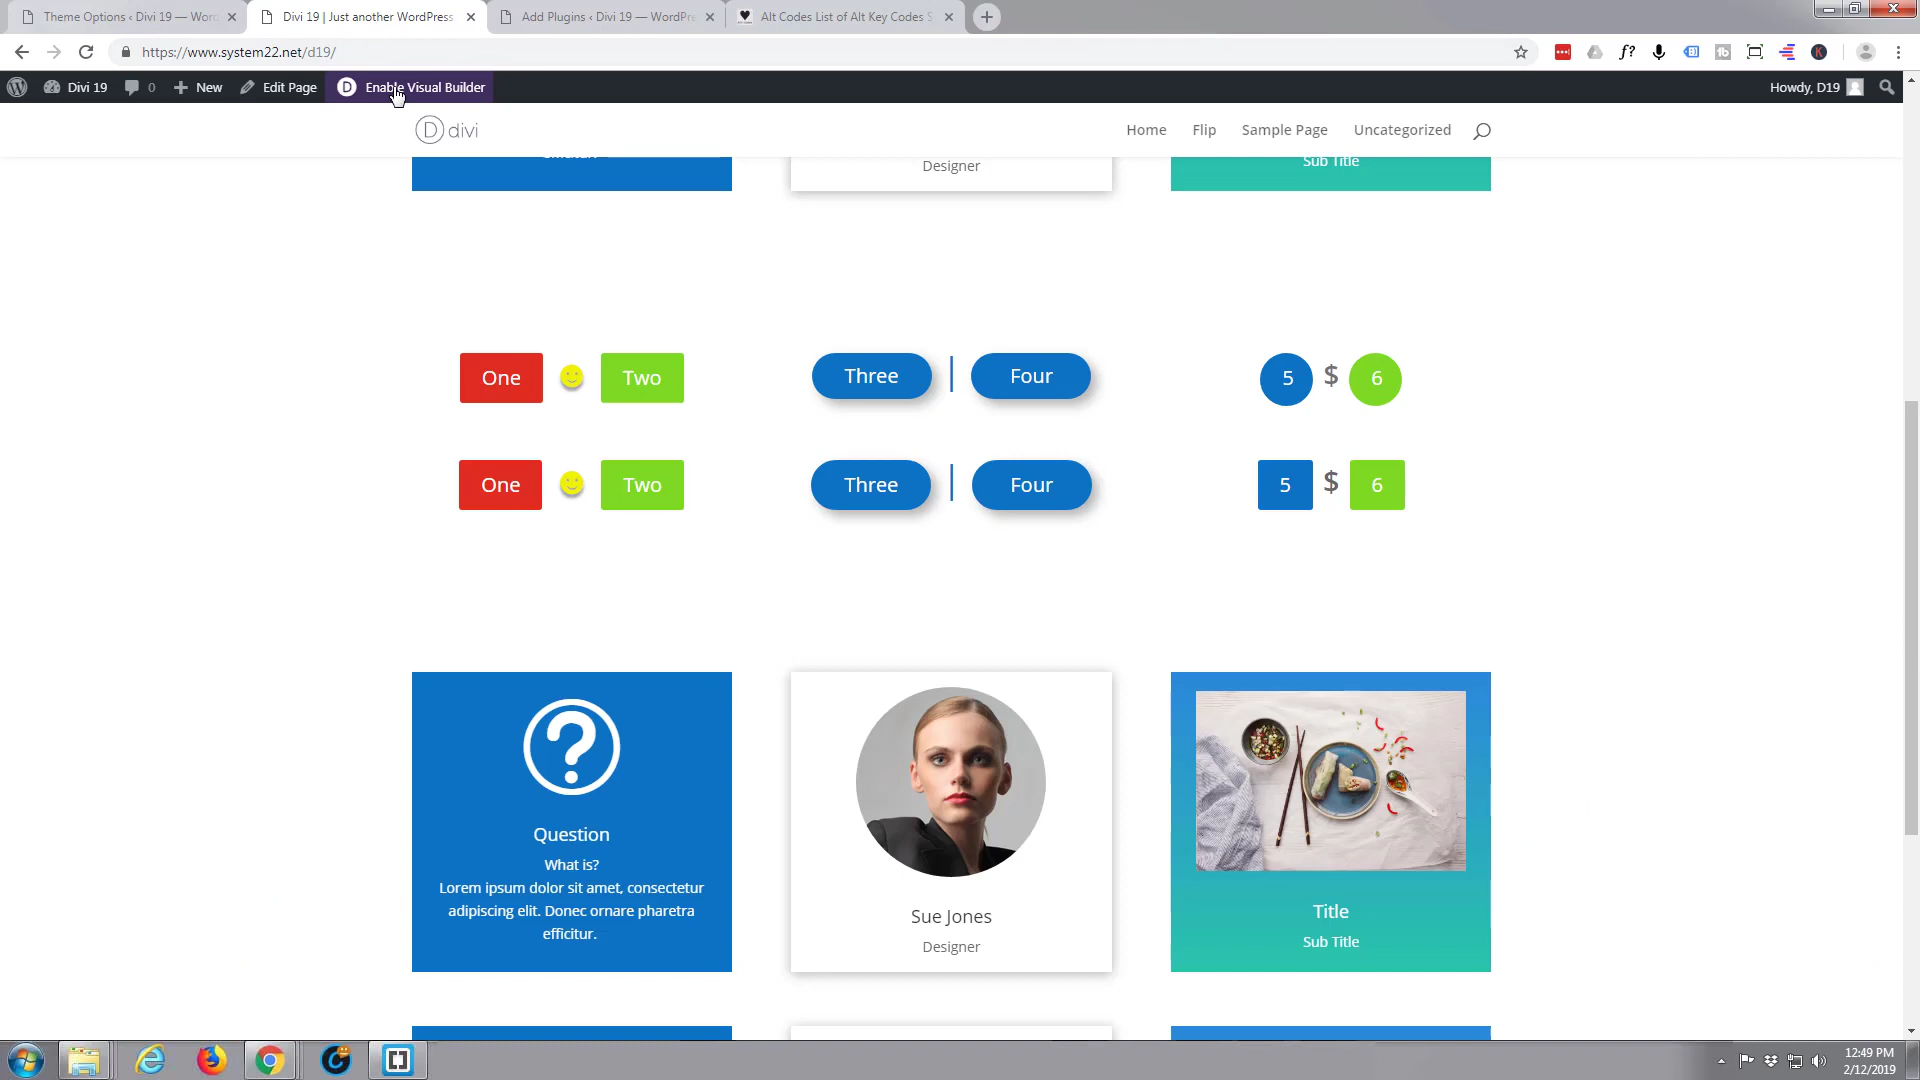 Theme Options ‹ Divi 19 — Word
Divi 19 | Just another WordPress
Add Plugins ‹ Divi 19 — WordPre
Alt Codes List of Alt Key Codes S
https://www.system22.net/d19/
Divi 19
0
New
Edit Page
Enable Visual Builder
Howdy, D19
D divi
Home
Flip
Sample Page
Uncategorized
Designer
Sub Title
One
Two
Three
|
Four
5
$
6
One
Two
Three
|
Four
5
$
6
Question
What is?
Lorem ipsum dolor sit amet, consectetur
adipiscing elit. Donec ornare pharetra
efficitur.
Sue Jones
Designer
Title
Sub Title
12:49 PM
2/12/2019